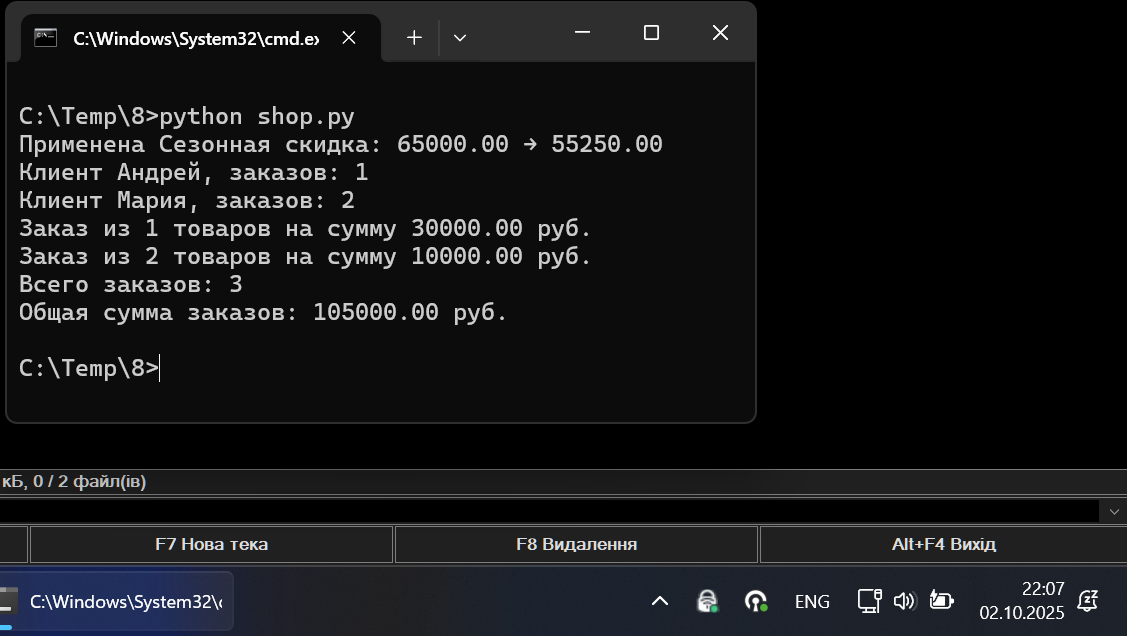 C:\Windows\System32\cmd.ex
C:\Temp\8>python shop.py
Применена Сезонная скидка: 65000.00 → 55250.00
Клиент Андрей, заказов: 1
Клиент Мария, заказов: 2
Заказ из 1 товаров на сумму 30000.00 руб.
Заказ из 2 товаров на сумму 10000.00 руб.
Всего заказов: 3
Общая сумма заказов: 105000.00 руб.
C:\Temp\8>
кБ, 0 / 2 файл(ів)
F7 Нова тека F8 Видалення Alt+F4 Вихід
C:\Windows\System32\c
ENG
22:07
02.10.2025